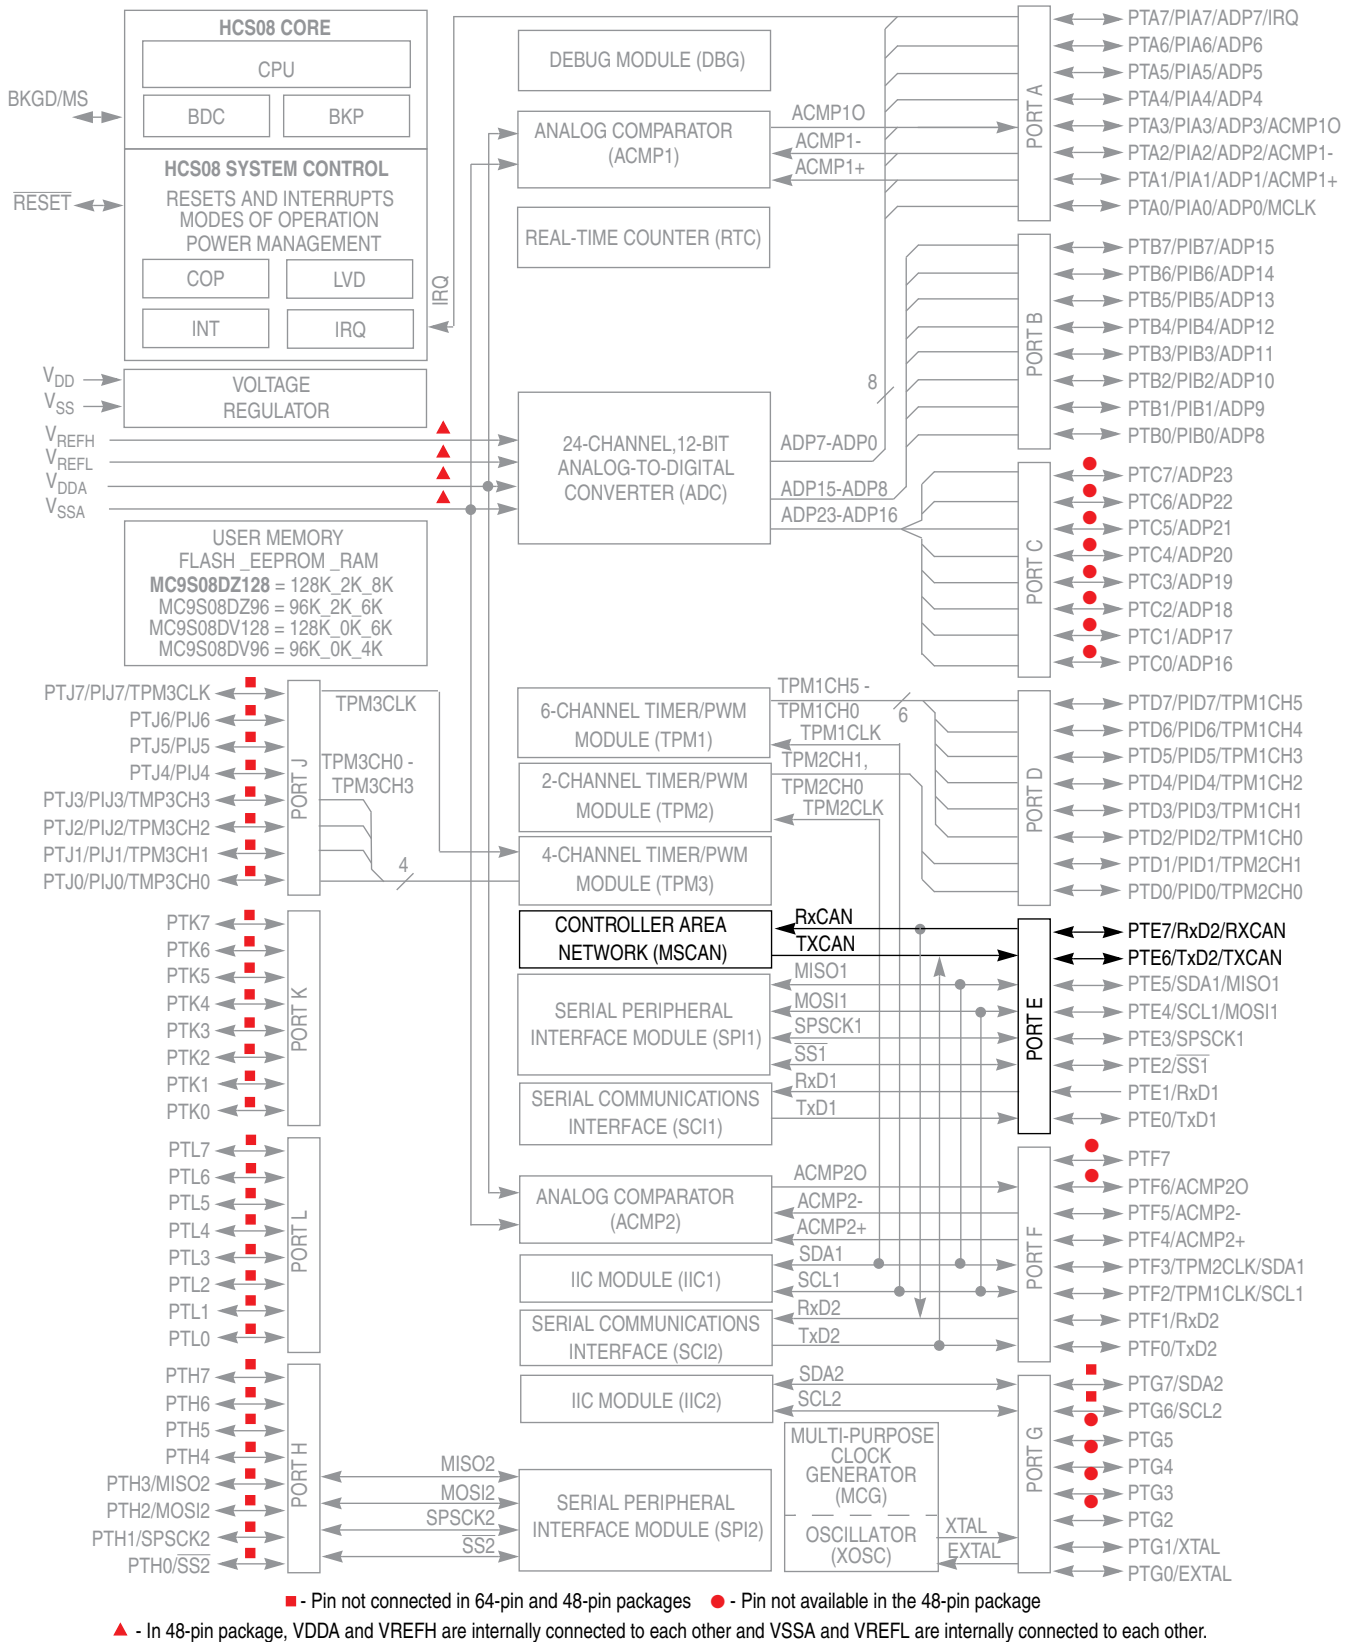 HCS08 CORE
CPU
BDC
BKP
BKGD/MS
HCS08 SYSTEM CONTROL
RESETS AND INTERRUPTS
MODES OF OPERATION
POWER MANAGEMENT
COP
LVD
INT
IRQ
RESET
IRQ
VDD
VSS
VOLTAGE
REGULATOR
VREFH
VREFL
VDDA
VSSA
USER MEMORY
FLASH _EEPROM _RAM
MC9S08DZ128 = 128K_2K_8K
MC9S08DZ96 = 96K_2K_6K
MC9S08DV128 = 128K_0K_6K
MC9S08DV96 = 96K_0K_4K
DEBUG MODULE (DBG)
ANALOG COMPARATOR
(ACMP1)
ACMP1O
ACMP1-
ACMP1+
REAL-TIME COUNTER (RTC)
24-CHANNEL,12-BIT
ANALOG-TO-DIGITAL
CONVERTER (ADC)
8
ADP7-ADP0
ADP15-ADP8
ADP23-ADP16
PORT A
PTA7/PIA7/ADP7/IRQ
PTA6/PIA6/ADP6
PTA5/PIA5/ADP5
PTA4/PIA4/ADP4
PTA3/PIA3/ADP3/ACMP1O
PTA2/PIA2/ADP2/ACMP1-
PTA1/PIA1/ADP1/ACMP1+
PTA0/PIA0/ADP0/MCLK
PORT B
PTB7/PIB7/ADP15
PTB6/PIB6/ADP14
PTB5/PIB5/ADP13
PTB4/PIB4/ADP12
PTB3/PIB3/ADP11
PTB2/PIB2/ADP10
PTB1/PIB1/ADP9
PTB0/PIB0/ADP8
PORT C
PTC7/ADP23
PTC6/ADP22
PTC5/ADP21
PTC4/ADP20
PTC3/ADP19
PTC2/ADP18
PTC1/ADP17
PTC0/ADP16
PTJ7/PIJ7/TPM3CLK
PTJ6/PIJ6
PTJ5/PIJ5
PTJ4/PIJ4
PTJ3/PIJ3/TMP3CH3
PTJ2/PIJ2/TPM3CH2
PTJ1/PIJ1/TPM3CH1
PTJ0/PIJ0/TMP3CH0
PORT J
TPM3CLK
TPM3CH0 -
TPM3CH3
4
6-CHANNEL TIMER/PWM
MODULE (TPM1)
TPM1CH5 -
TPM1CH0
6
TPM1CLK
2-CHANNEL TIMER/PWM
MODULE (TPM2)
TPM2CH1,
TPM2CH0
TPM2CLK
4-CHANNEL TIMER/PWM
MODULE (TPM3)
PORT D
PTD7/PID7/TPM1CH5
PTD6/PID6/TPM1CH4
PTD5/PID5/TPM1CH3
PTD4/PID4/TPM1CH2
PTD3/PID3/TPM1CH1
PTD2/PID2/TPM1CH0
PTD1/PID1/TPM2CH1
PTD0/PID0/TPM2CH0
PTK7
PTK6
PTK5
PTK4
PTK3
PTK2
PTK1
PTK0
PORT K
CONTROLLER AREA
NETWORK (MSCAN)
RxCAN
TXCAN
SERIAL PERIPHERAL
INTERFACE MODULE (SPI1)
MISO1
MOSI1
SPSCK1
SS1
SERIAL COMMUNICATIONS
INTERFACE (SCI1)
RxD1
TxD1
PORT E
PTE7/RxD2/RXCAN
PTE6/TxD2/TXCAN
PTE5/SDA1/MISO1
PTE4/SCL1/MOSI1
PTE3/SPSCK1
PTE2/SS1
PTE1/RxD1
PTE0/TxD1
PTL7
PTL6
PTL5
PTL4
PTL3
PTL2
PTL1
PTL0
PORT L
ANALOG COMPARATOR
(ACMP2)
ACMP2O
ACMP2-
ACMP2+
IIC MODULE (IIC1)
SDA1
SCL1
SERIAL COMMUNICATIONS
INTERFACE (SCI2)
RxD2
TxD2
PORT F
PTF7
PTF6/ACMP2O
PTF5/ACMP2-
PTF4/ACMP2+
PTF3/TPM2CLK/SDA1
PTF2/TPM1CLK/SCL1
PTF1/RxD2
PTF0/TxD2
PTH7
PTH6
PTH5
PTH4
PTH3/MISO2
PTH2/MOSI2
PTH1/SPSCK2
PTH0/SS2
PORT H
MISO2
MOSI2
SPSCK2
SS2
IIC MODULE (IIC2)
SDA2
SCL2
SERIAL PERIPHERAL
INTERFACE MODULE (SPI2)
MULTI-PURPOSE
CLOCK
GENERATOR
(MCG)
OSCILLATOR
(XOSC)
XTAL
EXTAL
PORT G
PTG7/SDA2
PTG6/SCL2
PTG5
PTG4
PTG3
PTG2
PTG1/XTAL
PTG0/EXTAL
- Pin not connected in 64-pin and 48-pin packages
- Pin not available in the 48-pin package
- In 48-pin package, VDDA and VREFH are internally connected to each other and VSSA and VREFL are internally connected to each other.